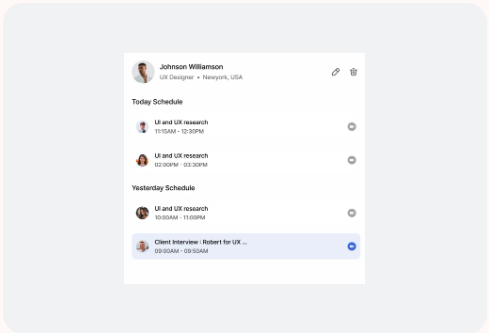 Johnson Williamson
UX Designer • Newyork, USA
Today Schedule
UI and UX research
11:15AM - 12:30PM
UI and UX research
02:00PM - 03:30PM
Yesterday Schedule
UI and UX research
10:00AM - 11:00PM
Client Interview : Robert for UX ...
09:00AM - 09:50AM